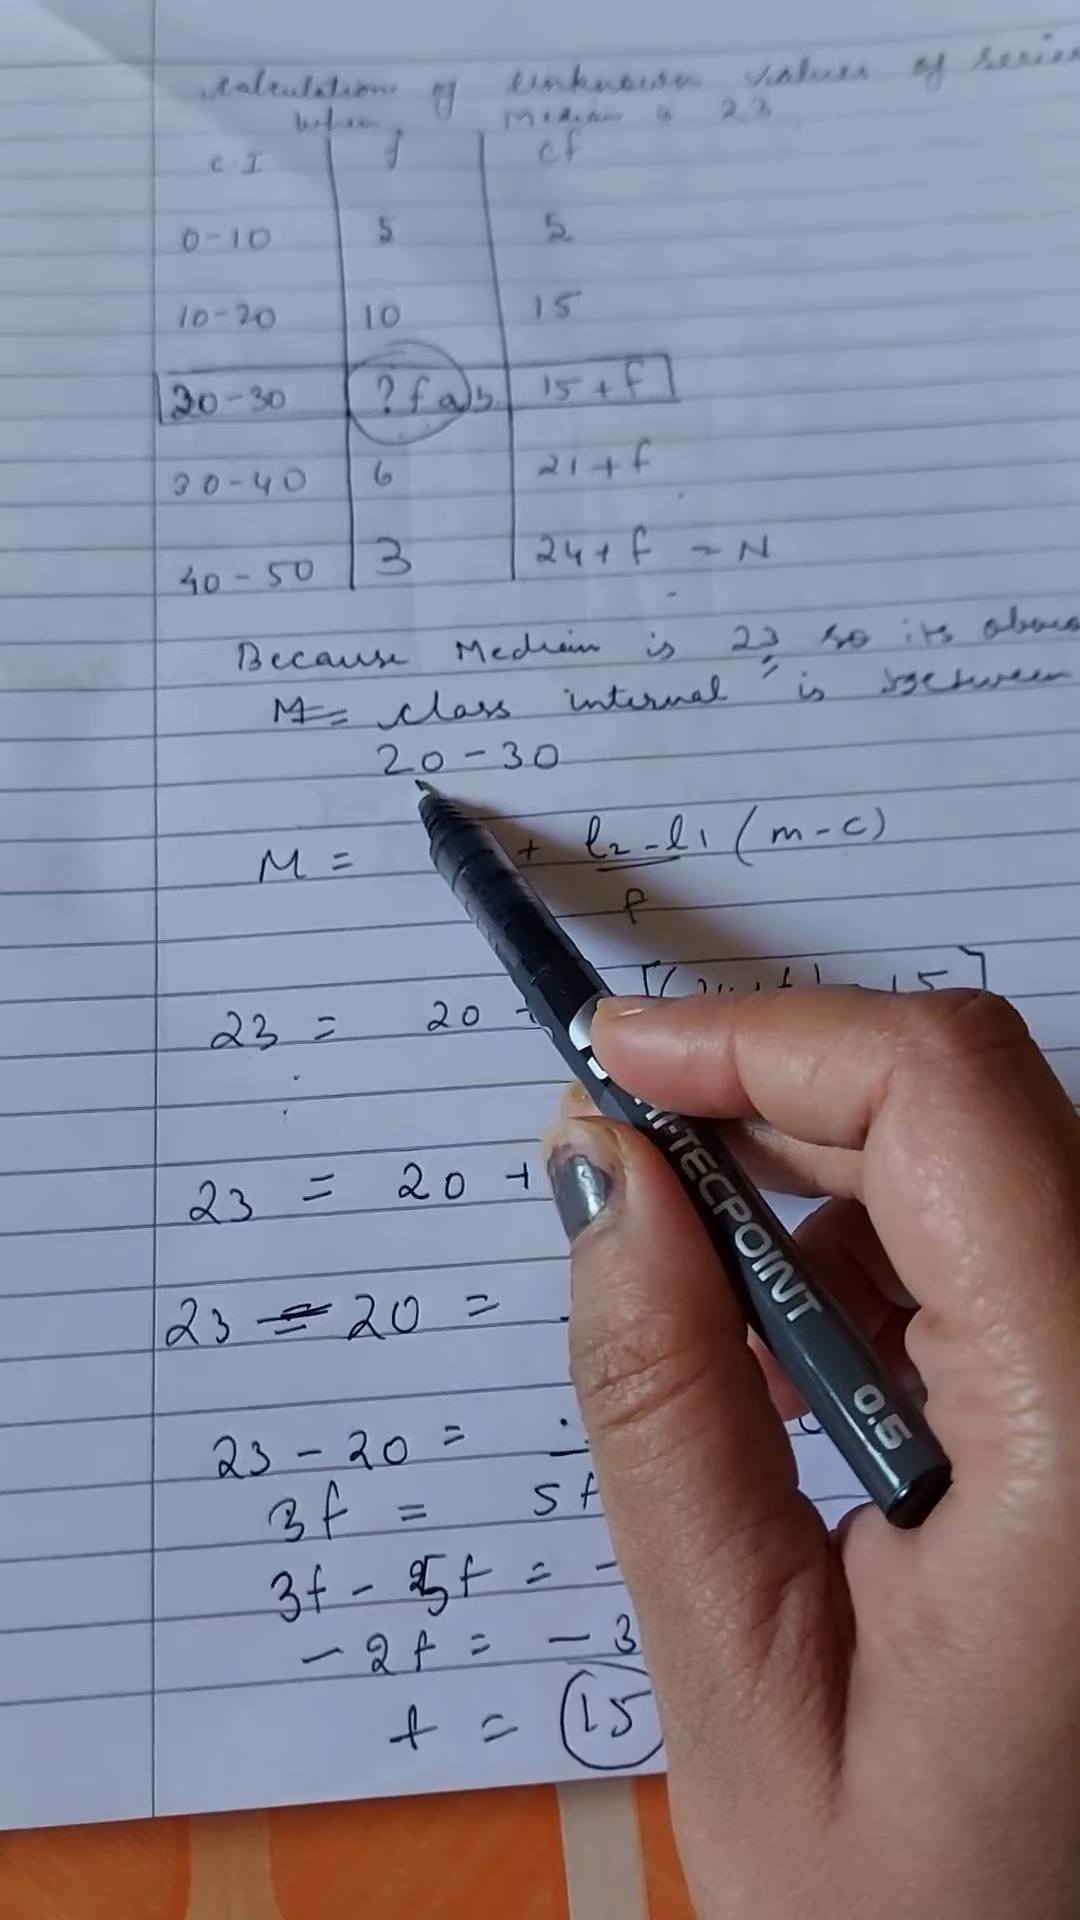 Calculation of unknown values of series
when Median is 23
C.I f cf
0-10 5 5
10-20 10 15
20-30 ?f 15+f
30-40 6 21+f
40-50 3 24+f = N
Because Median is 23 so its
M= class interval is between
20-30
M = + l2-l1 (m-c)
f
23 = 20 - 15
23 = 20 +
23 = 20 =
23 - 20 =
3f = 5f
3f - 5f = -
-2f = -3
f = 15
HI-TECPOINT 0.5